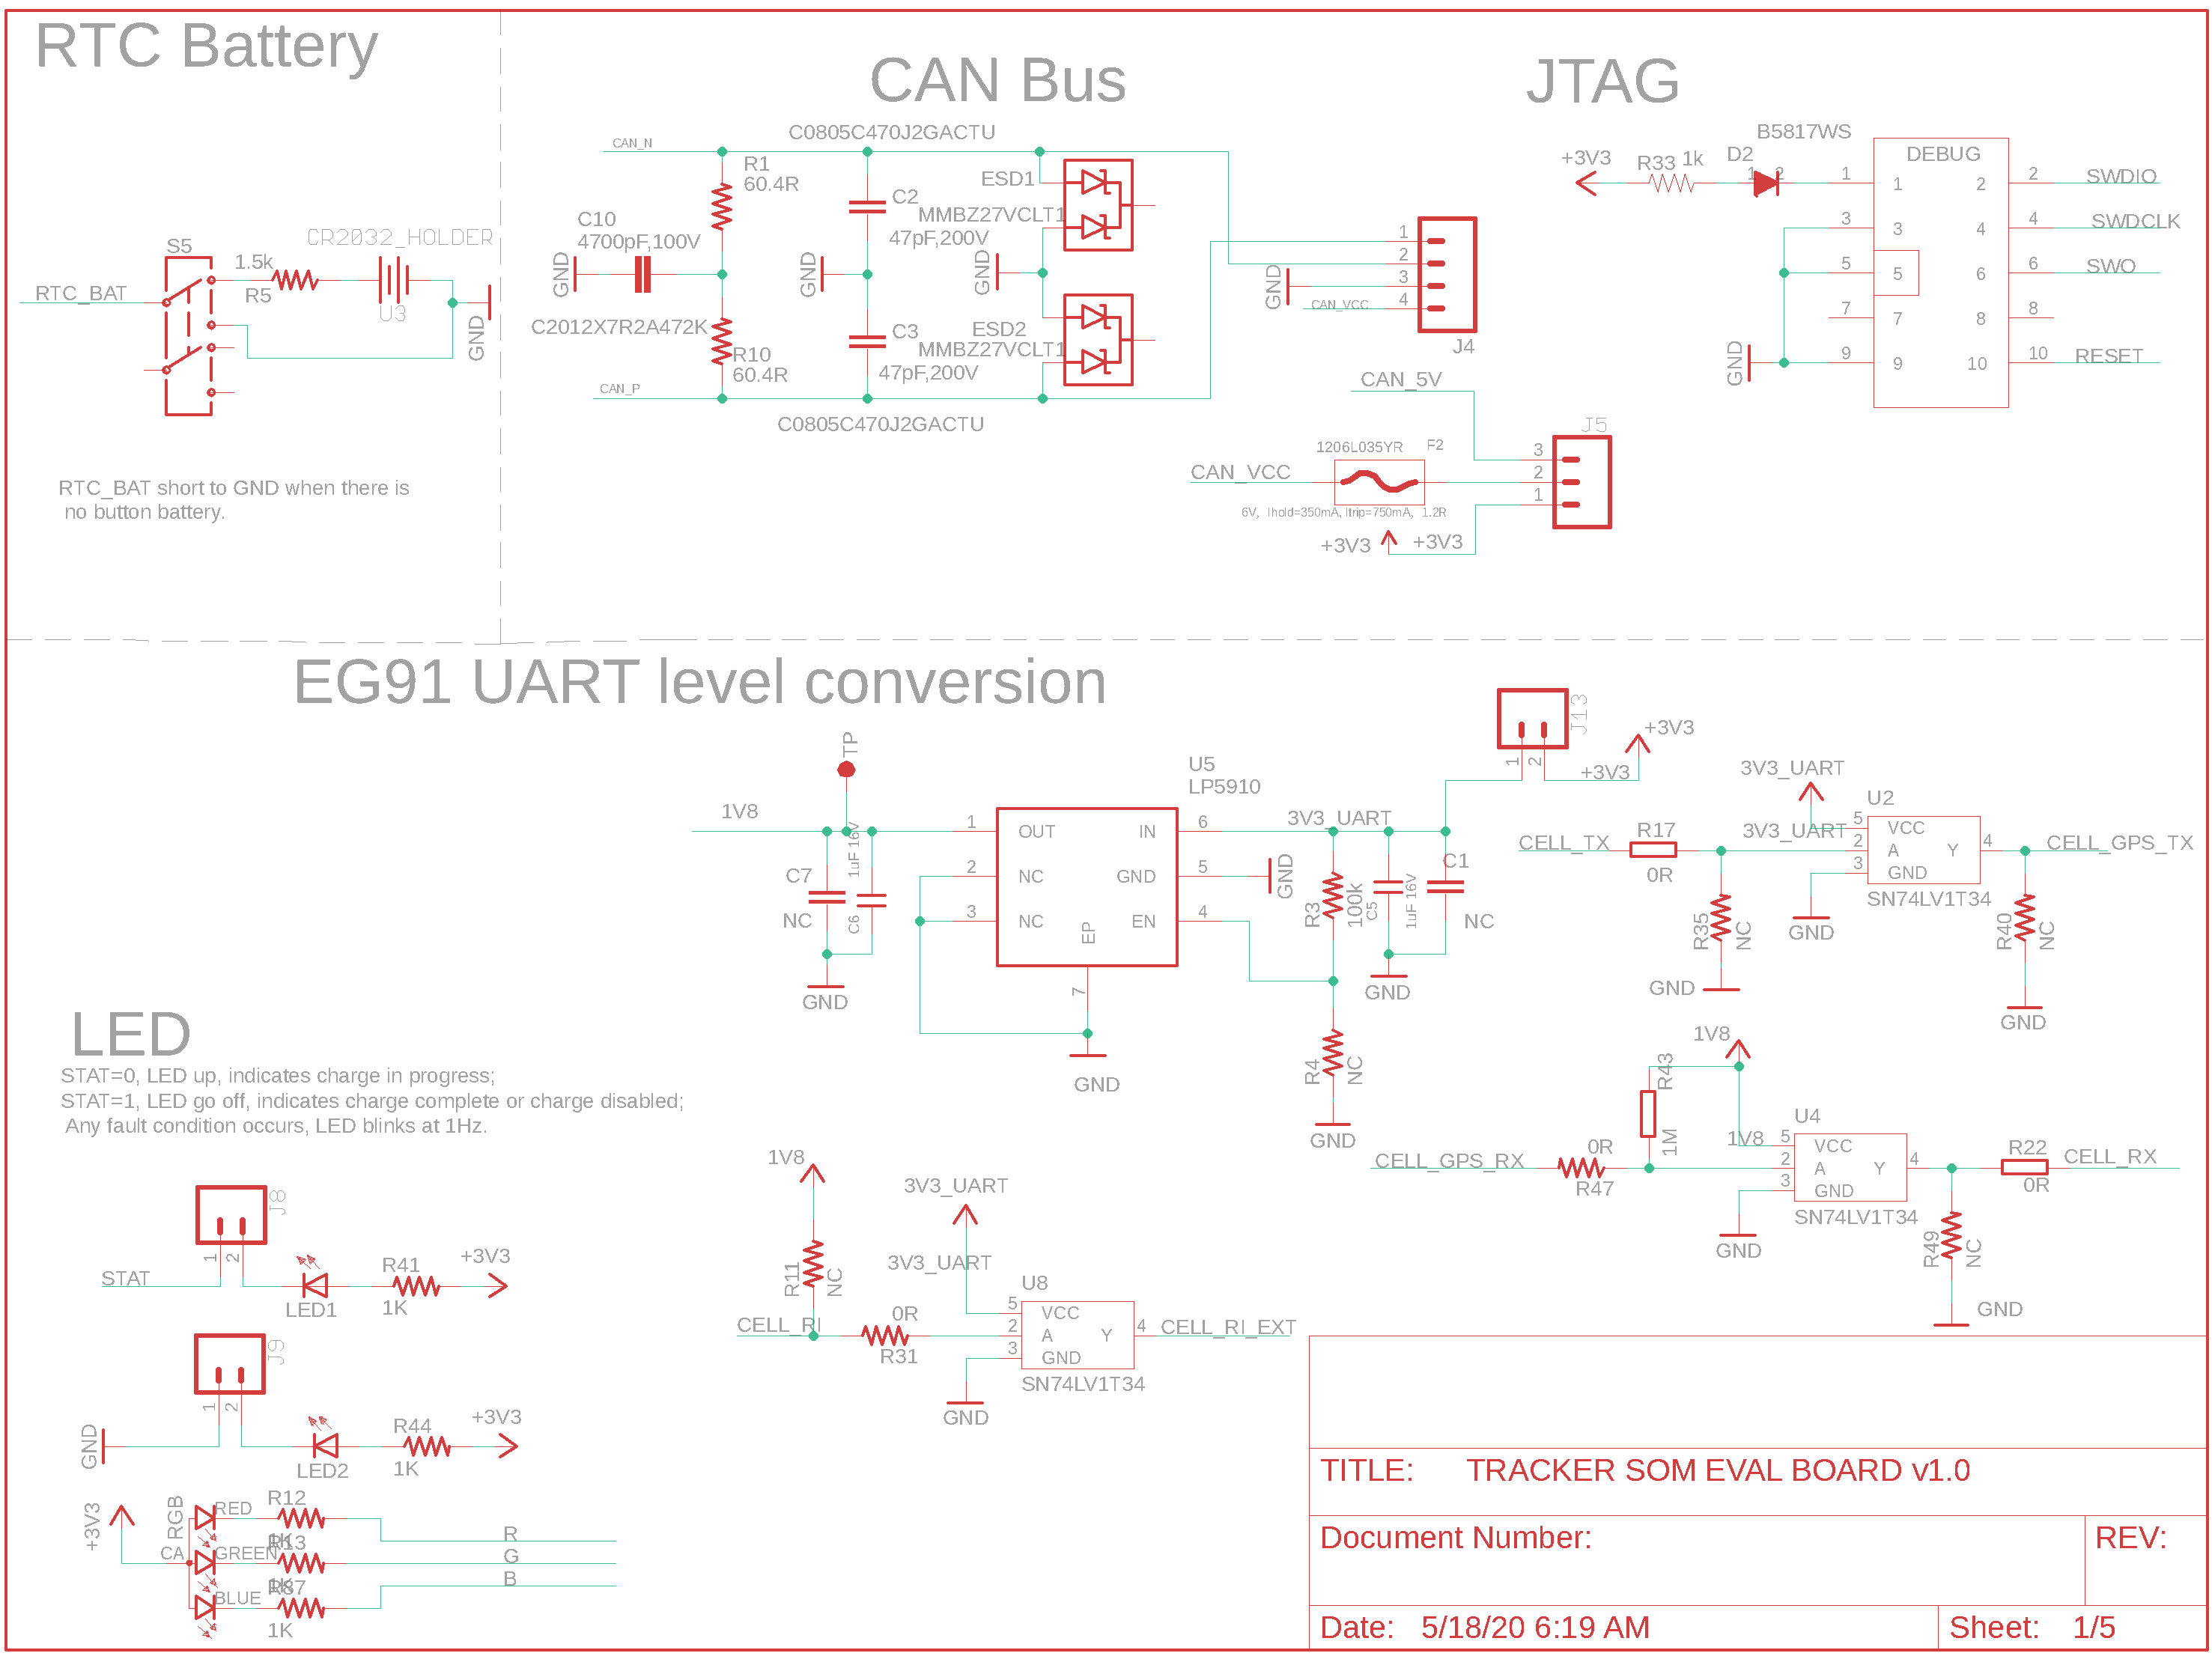 RTC Battery
CAN Bus
JTAG
C0805C470J2GACTU
CAN_N
R1
60.4R
C10
4700pF,100V
GND
C2012X7R2A472K
R10
60.4R
CAN_P
GND
C2
47pF,200V
C3
47pF,200V
C0805C470J2GACTU
ESD1
MMBZ27VCLT1
GND
ESD2
MMBZ27VCLT1
1
2
3
4
GND
CAN_VCC
J4
S5
RTC_BAT
1.5k
R5
CR2032_HOLDER
U3
GND
RTC_BAT short to GND when there is
no button battery.
B5817WS
+3V3
R33 1k
D2
1 2
DEBUG
1 1 2 2 SWDIO
3 3 4 4 SWDCLK
5 5 6 6 SWO
7 7 8 8
9 9 10 10 RESET
GND
CAN_5V
J5
1206L035YR F2
CAN_VCC
3
2
1
6V, Ihold=350mA, Itrip=750mA, 1.2R
+3V3 +3V3
EG91 UART level conversion
TP
1V8
C7
NC
1uF 16V
C6
GND
U5
LP5910
1 OUT IN 6
2 NC GND 5
3 NC EN 4
EP
7
GND
GND
3V3_UART
R3
100k
C5
1uF 16V
C1
NC
GND
R4
NC
GND
J13
1
2
+3V3
+3V3
3V3_UART
U2
CELL_TX
R17
0R
3V3_UART
5 VCC
2 A Y 4
3 GND
SN74LV1T34
CELL_GPS_TX
R35
NC
GND
GND
R40
NC
GND
1V8
R43
1M
U4
CELL_GPS_RX
0R
R47
1V8
5 VCC
2 A Y 4
3 GND
SN74LV1T34
R22
0R
CELL_RX
GND
R49
NC
GND
LED
STAT=0, LED up, indicates charge in progress;
STAT=1, LED go off, indicates charge complete or charge disabled;
Any fault condition occurs, LED blinks at 1Hz.
J8
1
2
STAT
LED1
R41
1K
+3V3
J9
1
2
GND
LED2
R44
1K
+3V3
+3V3
RGB
CA
RED
R12
1K
R
GREEN
R13
1K
G
BLUE
R37
1K
B
1V8
R11
NC
CELL_RI
0R
R31
3V3_UART
3V3_UART
U8
5 VCC
2 A Y 4
3 GND
SN74LV1T34
CELL_RI_EXT
GND
TITLE: TRACKER SOM EVAL BOARD v1.0
Document Number:
REV:
Date: 5/18/20 6:19 AM
Sheet: 1/5